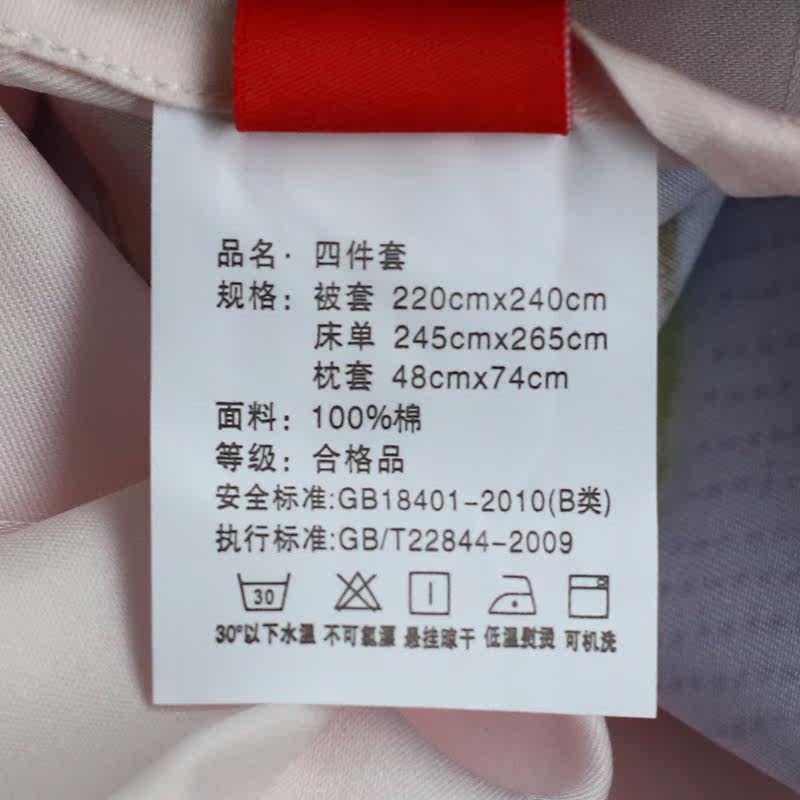 品名: 四件套
规格: 被套 220cmx240cm
床单 245cmx265cm
枕套 48cmx74cm
面料: 100%棉
等级: 合格品
安全标准:GB18401-2010(B类)
执行标准:GB/T22844-2009
30
30°以下水温 不可氯漂 悬挂晾干 低温熨烫 可机洗